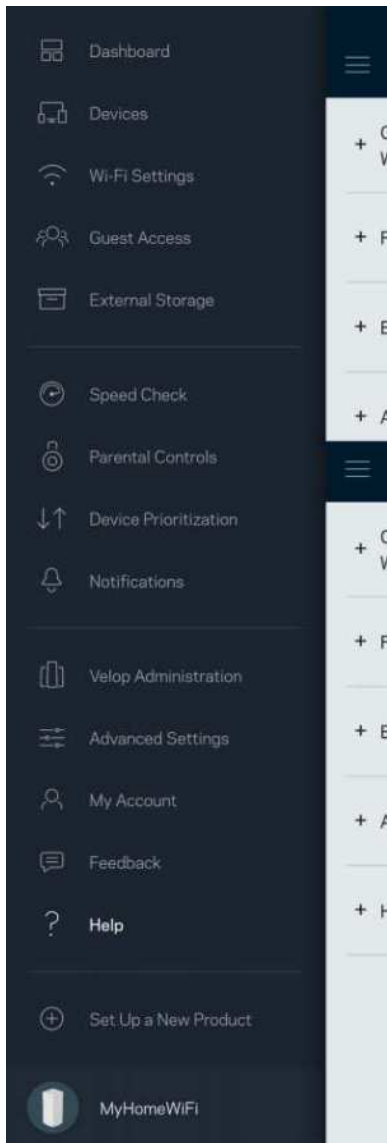 Dashboard
Devices
Wi-Fi Settings
Guest Access
External Storage
Speed Check
Parental Controls
Device Prioritization
Notifications
Velop Administration
Advanced Settings
My Account
Feedback
Help
Set Up a New Product
MyHomeWiFi